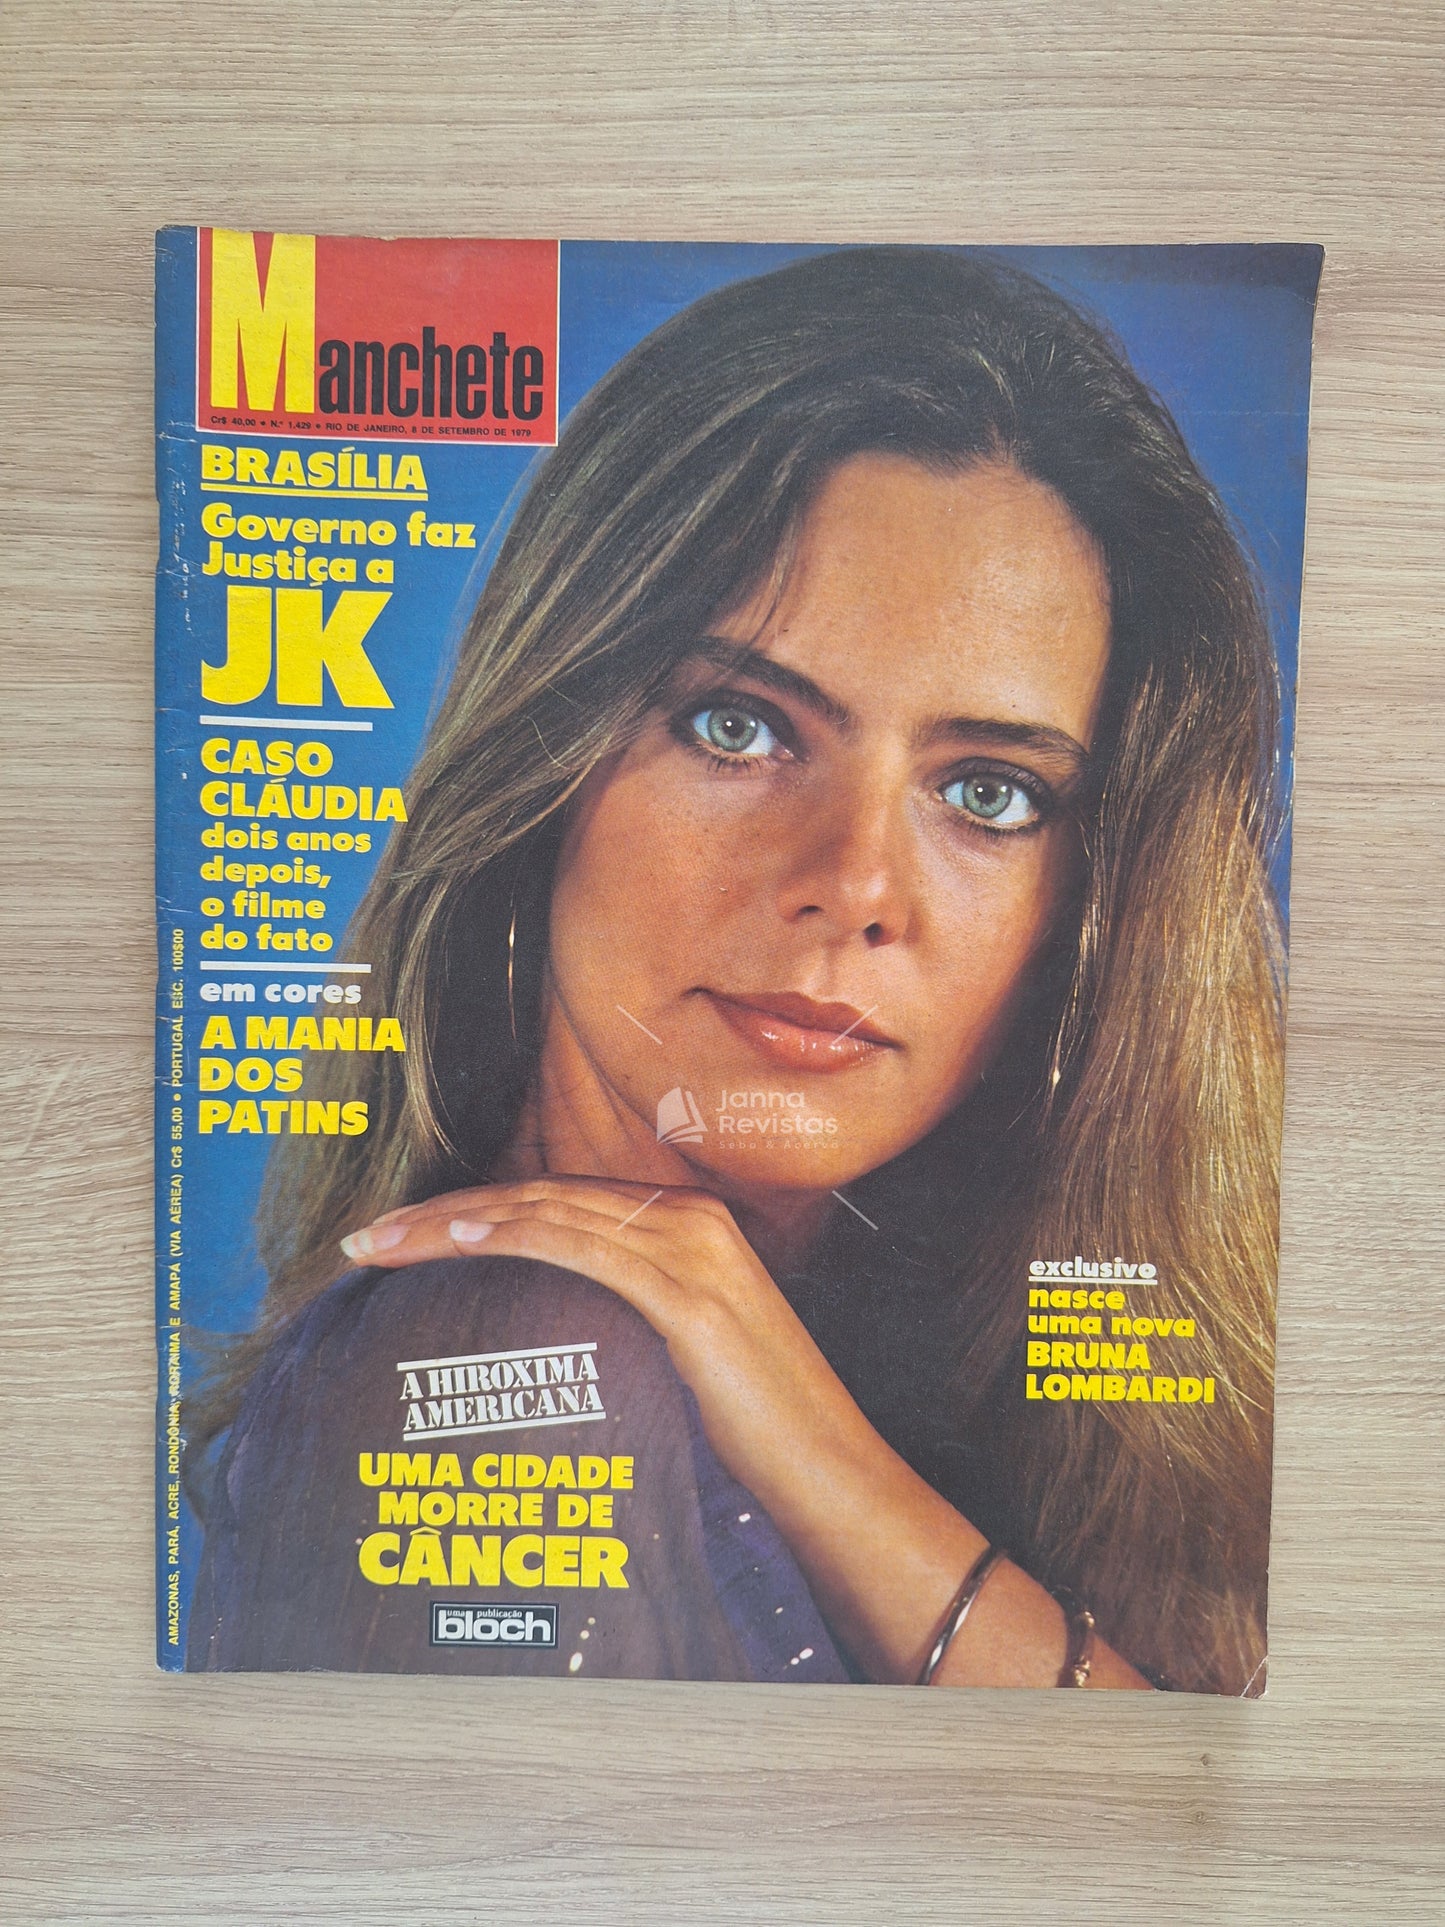 Manchete
Cr$ 40,00 • N.º 1.429 • RIO DE JANEIRO, 8 DE SETEMBRO DE 1979
BRASÍLIA
Governo faz
Justiça a
JK
CASO
CLÁUDIA
dois anos
depois,
o filme
do fato
em cores
A MANIA
DOS
PATINS
AMAZONAS, PARÁ, ACRE, RONDÔNIA, RORAIMA E AMAPÁ (VIA AÉREA) Cr$ 55,00 • PORTUGAL ESC. 100$00
Janna
Revistas
Sebo & Acervo
exclusivo
nasce
uma nova
BRUNA
LOMBARDI
A HIROXIMA
AMERICANA
UMA CIDADE
MORRE DE
CÂNCER
uma publicação
bloch